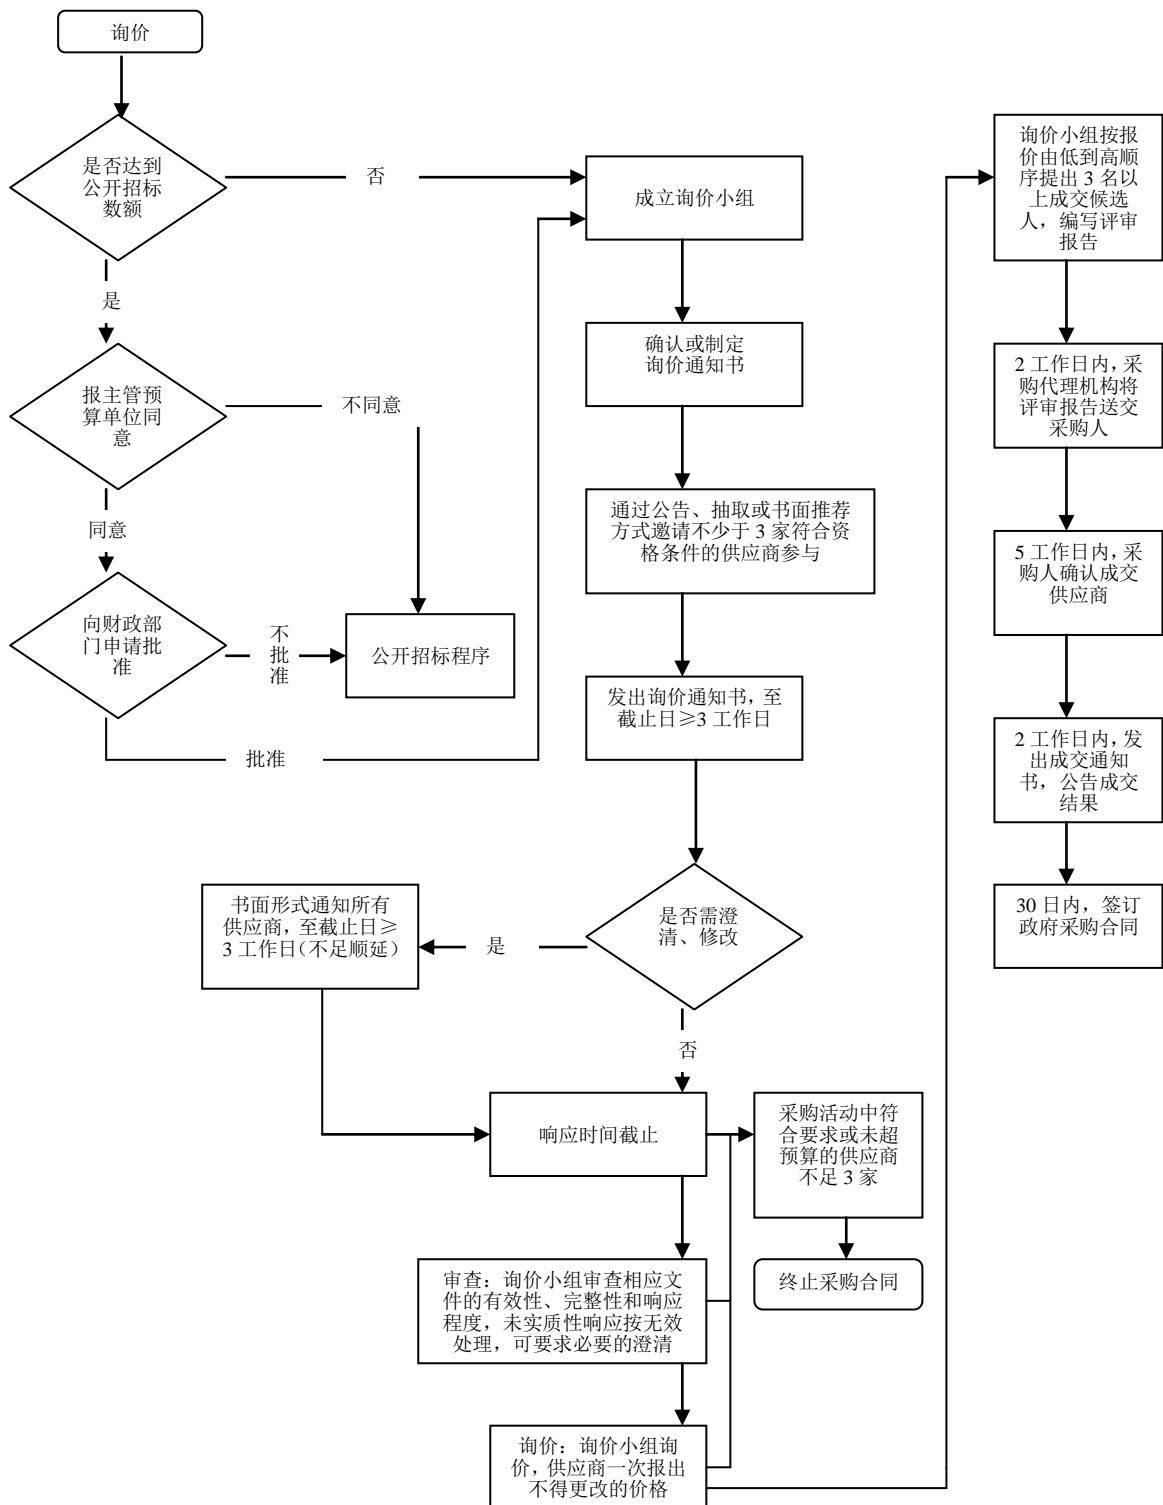 询价
是否达到
公开招标
数额
否
是
报主管预
算单位同
意
不同意
同意
向财政部
门申请批
准
不
批
准
公开招标程序
批准
成立询价小组
确认或制定
询价通知书
通过公告、抽取或书面推荐
方式邀请不少于 3 家符合资
格条件的供应商参与
发出询价通知书，至
截止日≥3 工作日
是否需澄
清、修改
是
书面形式通知所有
供应商，至截止日≥
3 工作日（不足顺延）
否
响应时间截止
采购活动中符
合要求或未超
预算的供应商
不足 3 家
终止采购合同
审查：询价小组审查相应文
件的有效性、完整性和响应
程度，未实质性响应按无效
处理，可要求必要的澄清
询价：询价小组询
价，供应商一次报出
不得更改的价格
询价小组按报
价由低到高顺
序提出 3 名以
上成交候选
人，编写评审
报告
2 工作日内，采
购代理机构将
评审报告送交
采购人
5 工作日内，采
购人确认成交
供应商
2 工作日内，发
出成交通知
书，公告成交
结果
30 日内，签订
政府采购合同